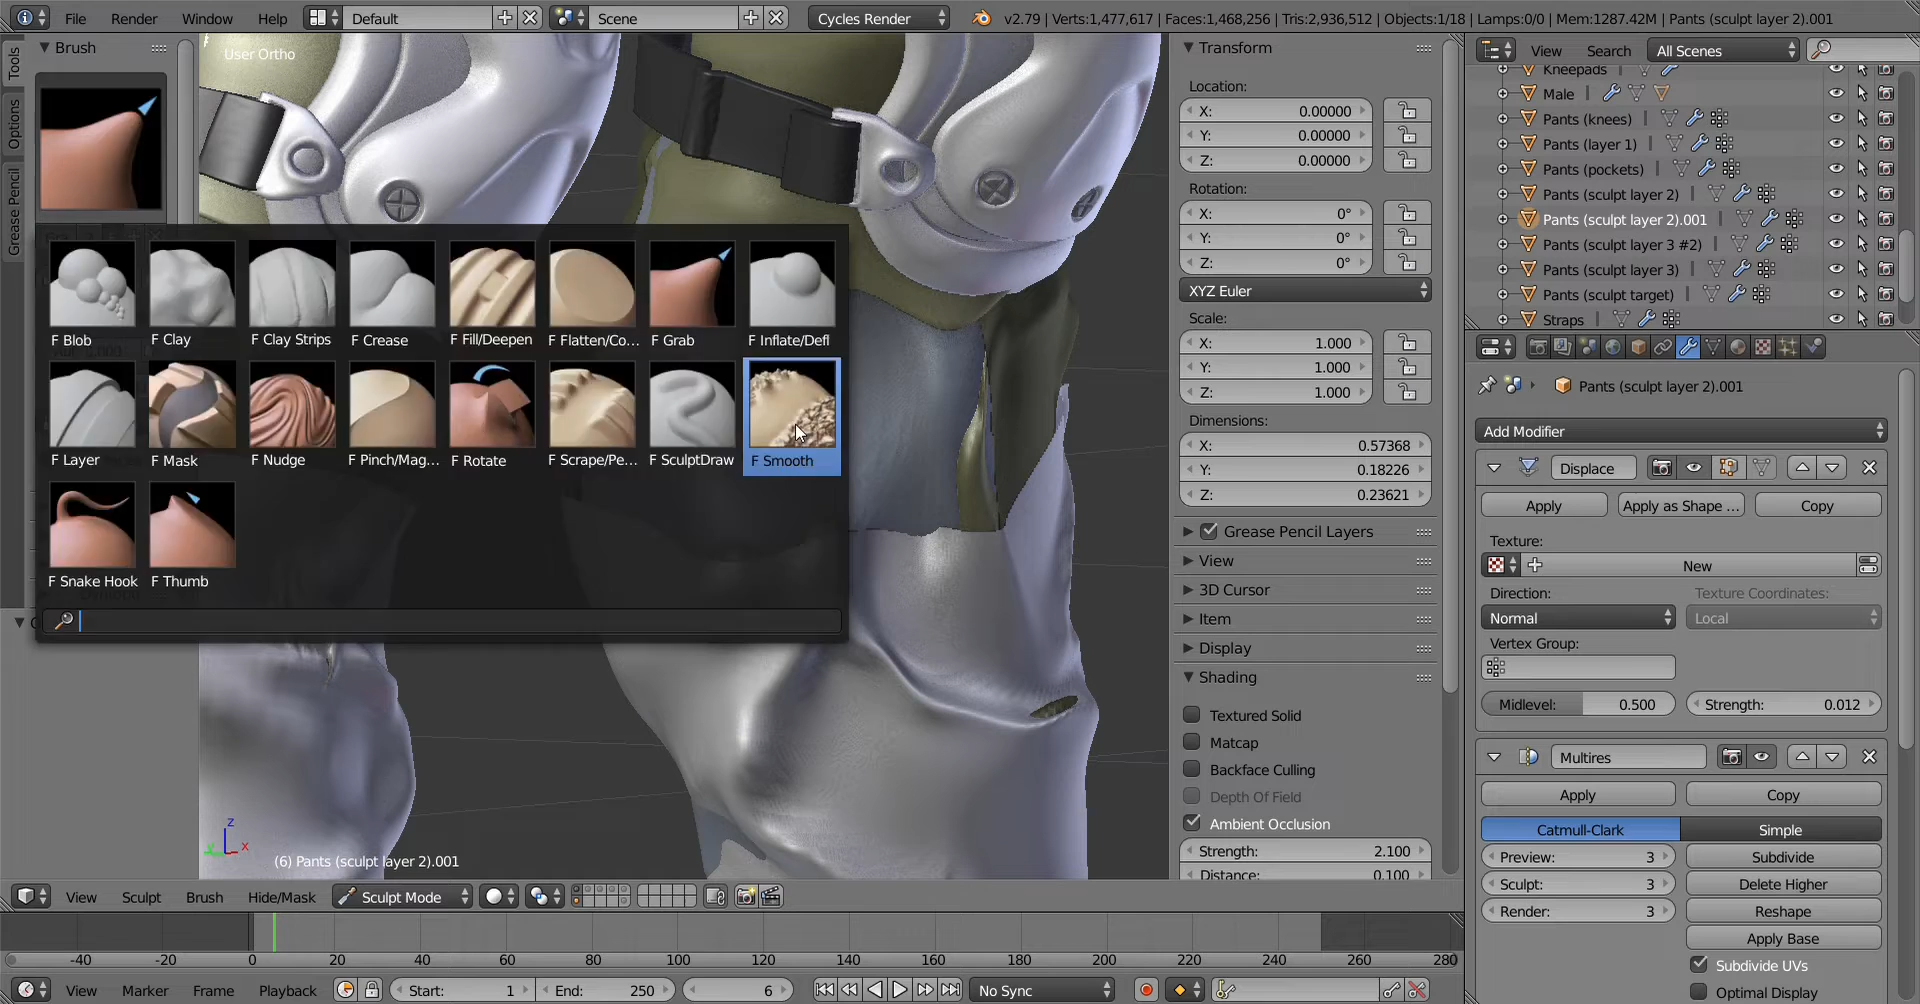 File Render Window Help Default Scene Cycles Render v2.79 | Verts:1,477,617 | Faces:1,468,256 | Tris:2,936,512 | Objects:1/18 | Lamps:0/0 | Mem:1287.42M | Pants (sculpt layer 2).001
Tools
Options
Grease Pencil
Brush
User Ortho
F Blob
F Clay
F Clay Strips
F Crease
F Fill/Deepen
F Flatten/Co...
F Grab
F Inflate/Defl
F Layer
F Mask
F Nudge
F Pinch/Mag...
F Rotate
F Scrape/Pe...
F SculptDraw
F Smooth
F Snake Hook
F Thumb
(6) Pants (sculpt layer 2).001
z
y
x
Transform
Location:
X: 0.00000
Y: 0.00000
Z: 0.00000
Rotation:
X: 0°
Y: 0°
Z: 0°
XYZ Euler
Scale:
X: 1.000
Y: 1.000
Z: 1.000
Dimensions:
X: 0.57368
Y: 0.18226
Z: 0.23621
Grease Pencil Layers
View
3D Cursor
Item
Display
Shading
Textured Solid
Matcap
Backface Culling
Depth Of Field
Ambient Occlusion
Strength: 2.100
Distance: 0.100
View Search All Scenes
Kneepads
Male
Pants (knees)
Pants (layer 1)
Pants (pockets)
Pants (sculpt layer 2)
Pants (sculpt layer 2).001
Pants (sculpt layer 3 #2)
Pants (sculpt layer 3)
Pants (sculpt target)
Straps
Pants (sculpt layer 2).001
Add Modifier
Displace
Apply Apply as Shape ... Copy
Texture:
New
Direction: Texture Coordinates:
Normal Local
Vertex Group:
Midlevel: 0.500 Strength: 0.012
Multires
Apply Copy
Catmull-Clark Simple
Preview: 3 Subdivide
Sculpt: 3 Delete Higher
Render: 3 Reshape
Apply Base
Subdivide UVs
Optimal Display
View Sculpt Brush Hide/Mask Sculpt Mode
-40 -20 0 20 40 60 80 100 120 140 160 180 200 220 240 260 280
View Marker Frame Playback Start: 1 End: 250 6 No Sync